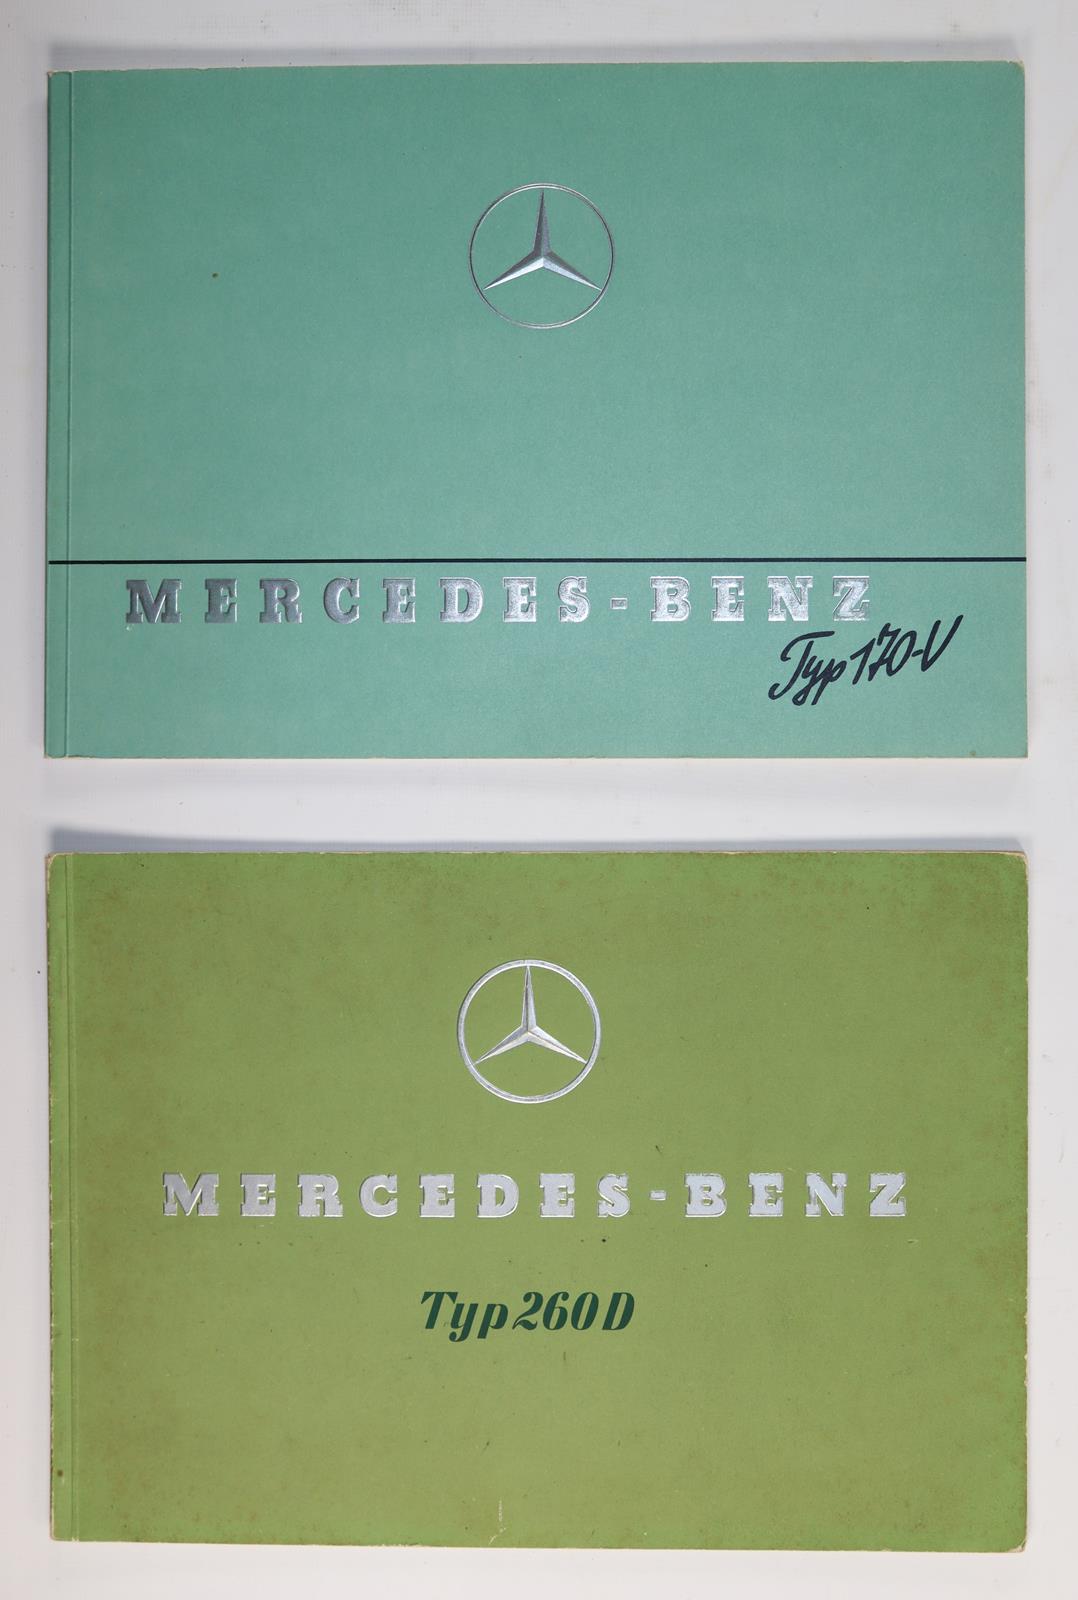 MERCEDES-BENZ
Typ 170-V
MERCEDES-BENZ
Typ 260 D